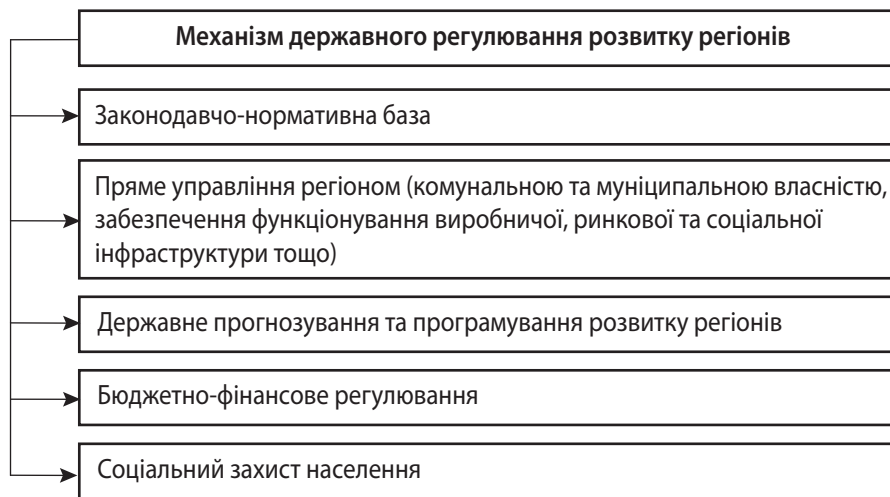 Механізм державного регулювання розвитку регіонів
Законодавчо-нормативна база
Пряме управління регіоном (комунальною та муніципальною власністю,
забезпечення функціонування виробничої, ринкової та соціальної
інфраструктури тощо)
Державне прогнозування та програмування розвитку регіонів
Бюджетно-фінансове регулювання
Соціальний захист населення